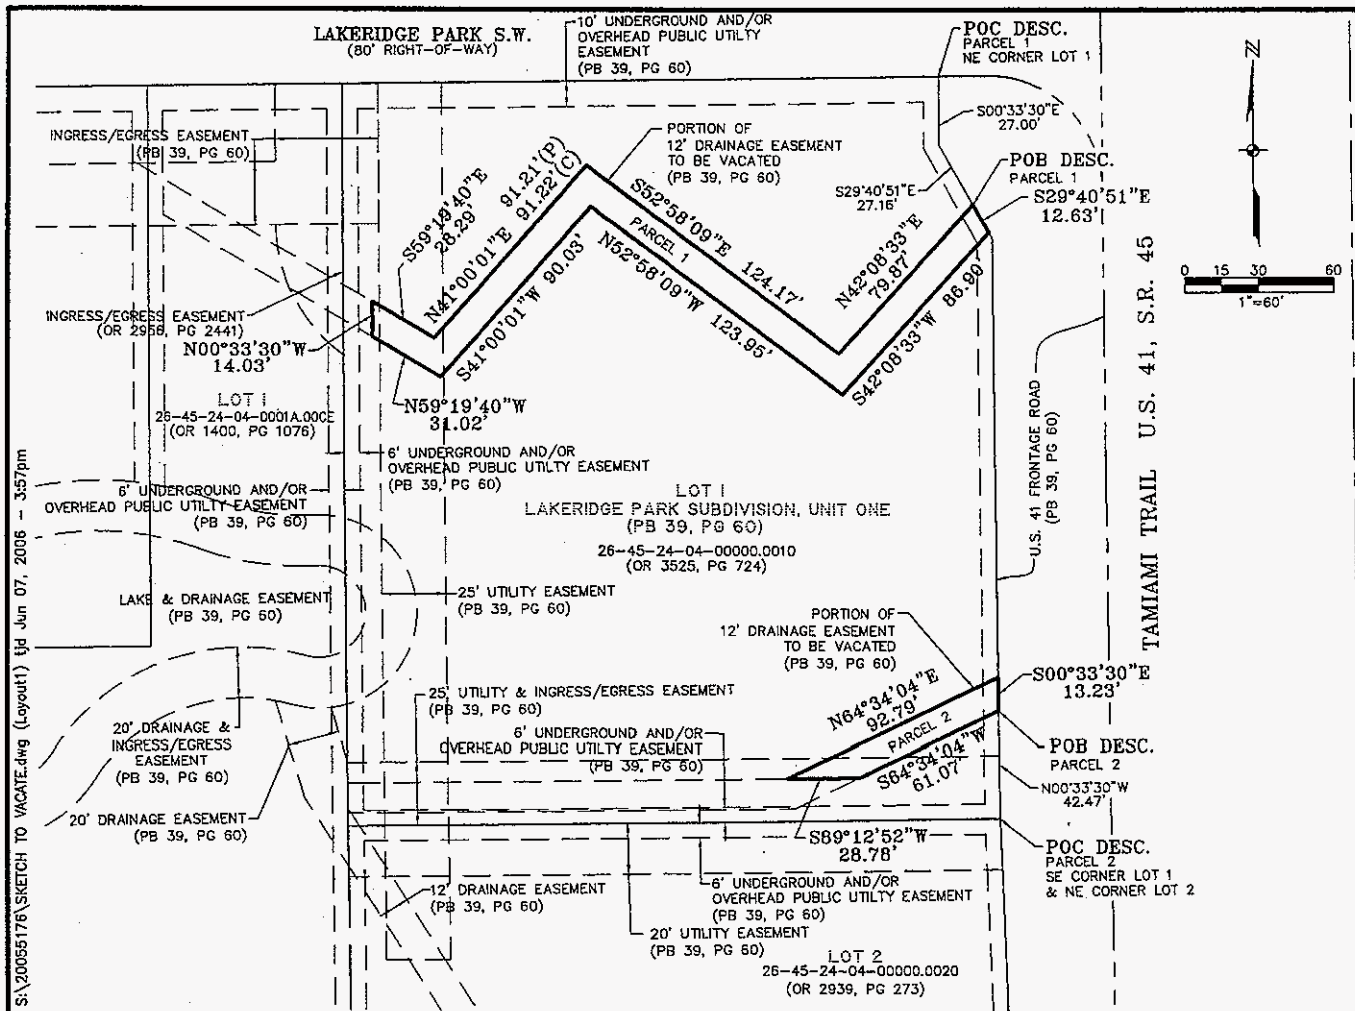 LAKERIDGE PARK S.W.
(80' RIGHT-OF-WAY)
10' UNDERGROUND AND/OR
OVERHEAD PUBLIC UTILITY
EASEMENT
(PB 39, PG 60)
POC DESC.
PARCEL 1
NE CORNER LOT 1
N
S00°33'30"E
27.00'
INGRESS/EGRESS EASEMENT
(PB 39, PG 60)
PORTION OF
12' DRAINAGE EASEMENT
TO BE VACATED
(PB 39, PG 60)
POB DESC.
PARCEL 1
S29°40'51"E
27.16'
S29°40'51"E
12.63'
S59°19'40"E
28.29'
N41°00'01"E
91.21'(P)
91.22'(C)
S52°58'09"E 124.17'
PARCEL 1
N42°08'33"E
79.87'
S41°00'01"W 90.03'
N52°58'09"W 123.95'
S42°08'33"W 86.90'
0 15 30 60
1"=60'
INGRESS/EGRESS EASEMENT
(OR 2956, PG 2441)
N00°33'30"W
14.03'
LOT 1
26-45-24-04-0001A.00CE
(OR 1400, PG 1076)
N59°19'40"W
31.02'
6' UNDERGROUND AND/OR
OVERHEAD PUBLIC UTILTY EASEMENT
(PB 39, PG 60)
6' UNDERGROUND AND/OR
OVERHEAD PUBLIC UTILTY EASEMENT
(PB 39, PG 60)
LOT 1
LAKERIDGE PARK SUBDIVISION, UNIT ONE
(PB 39, PG 60)
26-45-24-04-00000.0010
(OR 3525, PG 724)
U.S. 41 FRONTAGE ROAD
(PB 39, PG 60)
TAMIAMI TRAIL U.S. 41, S.R. 45
LAKE & DRAINAGE EASEMENT
(PB 39, PG 60)
25' UTILITY EASEMENT
(PB 39, PG 60)
PORTION OF
12' DRAINAGE EASEMENT
TO BE VACATED
(PB 39, PG 60)
S00°33'30"E
13.23'
N64°34'04"E
92.79'
PARCEL 2
S64°34'04"W
61.07'
25' UTILITY & INGRESS/EGRESS EASEMENT
(PB 39, PG 60)
6' UNDERGROUND AND/OR
OVERHEAD PUBLIC UTILTY EASEMENT
(PB 39, PG 60)
20' DRAINAGE &
INGRESS/EGRESS
EASEMENT
(PB 39, PG 60)
POB DESC.
PARCEL 2
N00°33'30"W
42.47'
20' DRAINAGE EASEMENT
(PB 39, PG 60)
S89°12'52"W
28.78'
POC DESC.
PARCEL 2
SE CORNER LOT 1
& NE CORNER LOT 2
12' DRAINAGE EASEMENT
(PB 39, PG 60)
6' UNDERGROUND AND/OR
OVERHEAD PUBLIC UTILTY EASEMENT
(PB 39, PG 60)
20' UTILITY EASEMENT
(PB 39, PG 60)
LOT 2
26-45-24-04-00000.0020
(OR 2939, PG 273)
S:\20055176\SKETCH TO VACATE.dwg (Layout1) tjd Jun 07, 2006 - 3:57pm